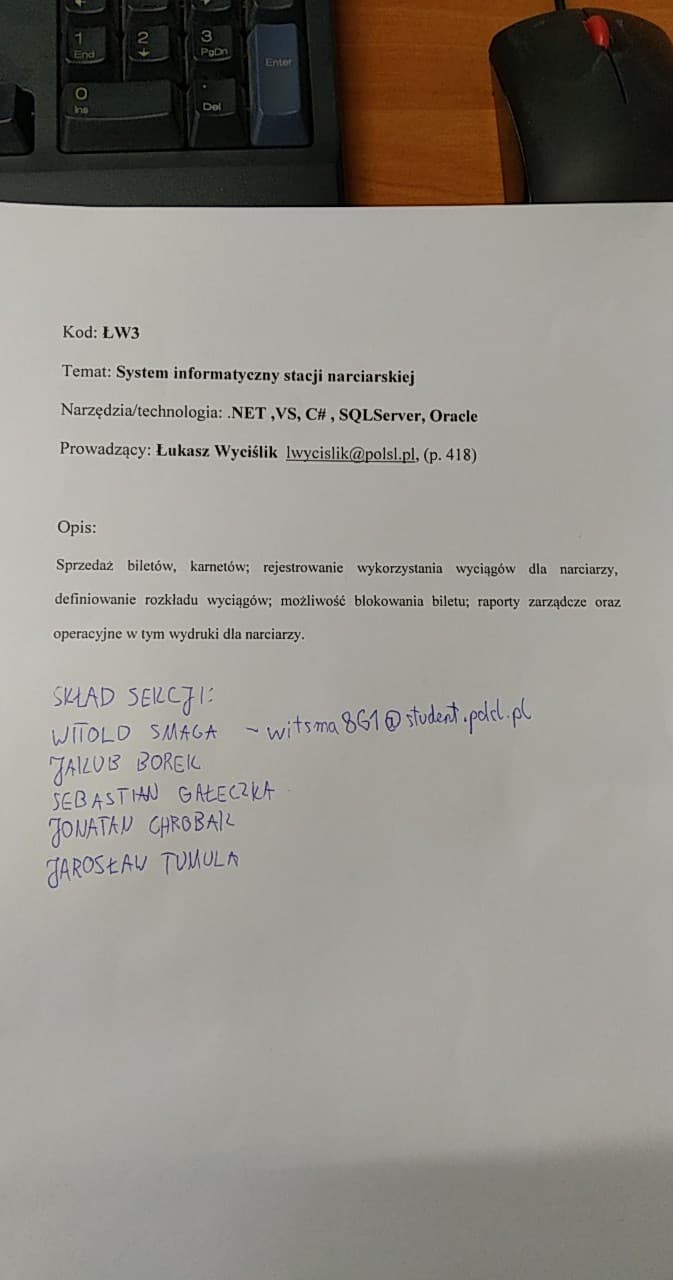 1
End
2
3
PgDn
Enter
0
Ins
.
Del
Kod: ŁW3
Temat: System informatyczny stacji narciarskiej
Narzędzia/technologia: .NET ,VS, C# , SQLServer, Oracle
Prowadzący: Łukasz Wyciślik lwycislik@polsl.pl, (p. 418)
Opis:
Sprzedaż biletów, karnetów; rejestrowanie wykorzystania wyciągów dla narciarzy,
definiowanie rozkładu wyciągów; możliwość blokowania biletu; raporty zarządcze oraz
operacyjne w tym wydruki dla narciarzy.
SKŁAD SEKCJI:
WITOLD SMAGA ~ witsma861@student.polsl.pl
JAKUB BOREK
SEBASTIAN GAŁECZKA
JONATAN CHROBAK
JAROSŁAW TUMULA